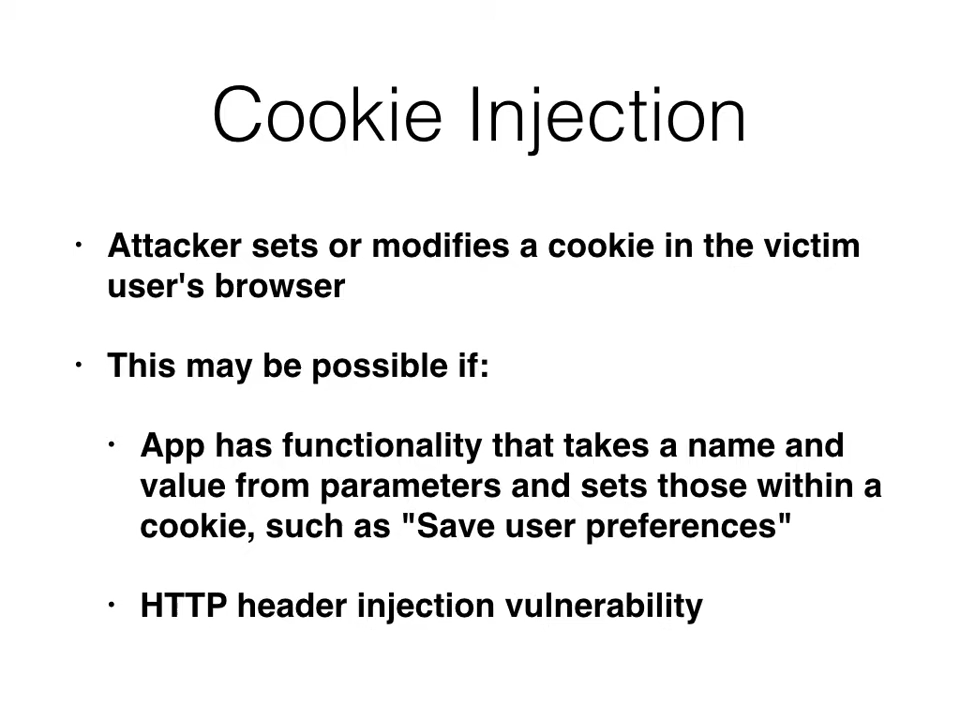 Cookie Injection
• Attacker sets or modifies a cookie in the victim
user's browser
• This may be possible if:
• App has functionality that takes a name and
value from parameters and sets those within a
cookie, such as "Save user preferences"
• HTTP header injection vulnerability